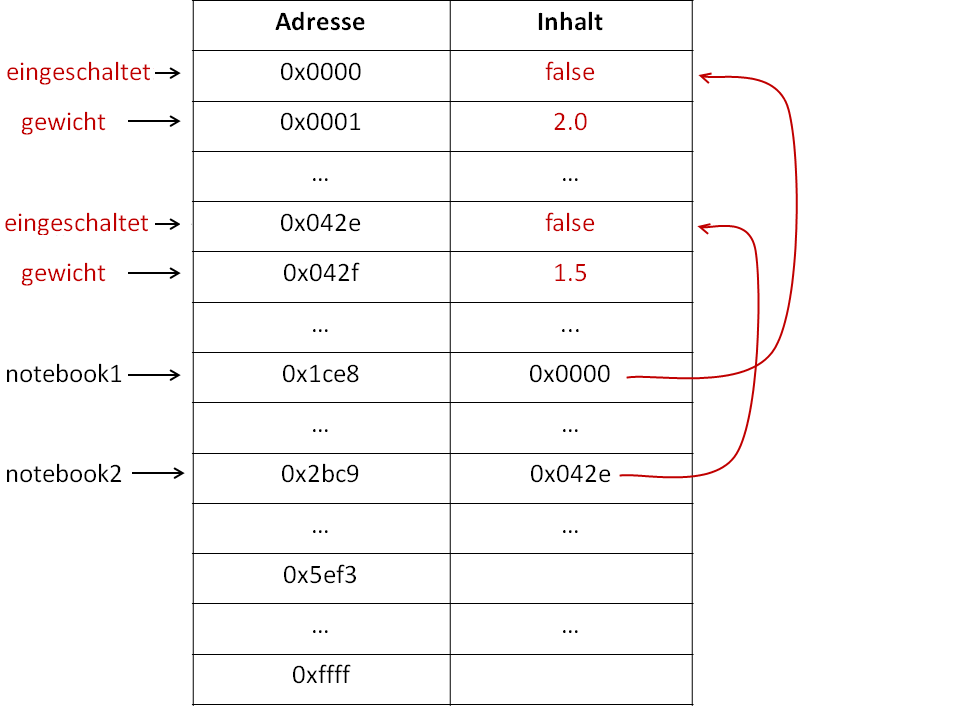 Adresse Inhalt
eingeschaltet 0x0000 false
gewicht 0x0001 2.0
... ...
eingeschaltet 0x042e false
gewicht 0x042f 1.5
... ...
notebook1 0x1ce8 0x0000
... ...
notebook2 0x2bc9 0x042e
... ...
0x5ef3
... ...
0xffff